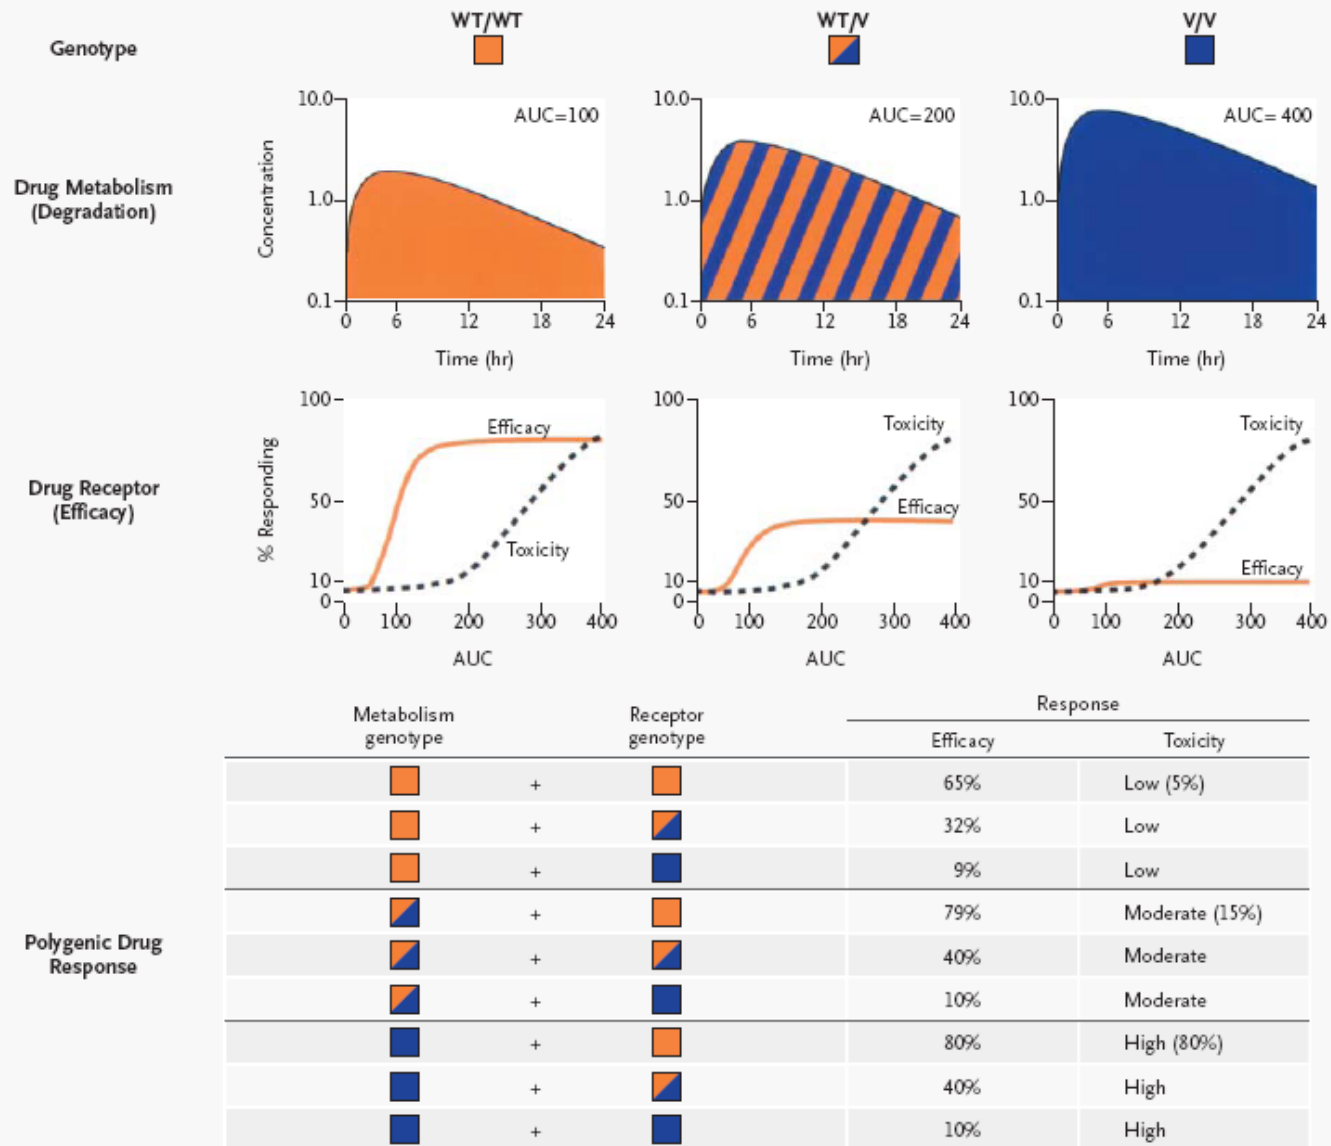 WT/WT
WT/V
V/V
Genotype
10.0
AUC=100
10.0
AUC=200
10.0
AUC= 400
Drug Metabolism
(Degradation)
Concentration
1.0
1.0
1.0
0.1
0.1
0.1
0 6 12 18 24
0 6 12 18 24
0 6 12 18 24
Time (hr)
Time (hr)
Time (hr)
Drug Receptor
(Efficacy)
% Responding
100
50
10
0
Efficacy
Toxicity
0 100 200 300 400
AUC
100
50
10
0
Toxicity
Efficacy
0 100 200 300 400
AUC
100
50
10
0
Toxicity
Efficacy
0 100 200 300 400
AUC
Polygenic Drug
Response
Metabolism
genotype
Receptor
genotype
Response
Efficacy
Toxicity
+ 65% Low (5%)
+ 32% Low
+ 9% Low
+ 79% Moderate (15%)
+ 40% Moderate
+ 10% Moderate
+ 80% High (80%)
+ 40% High
+ 10% High